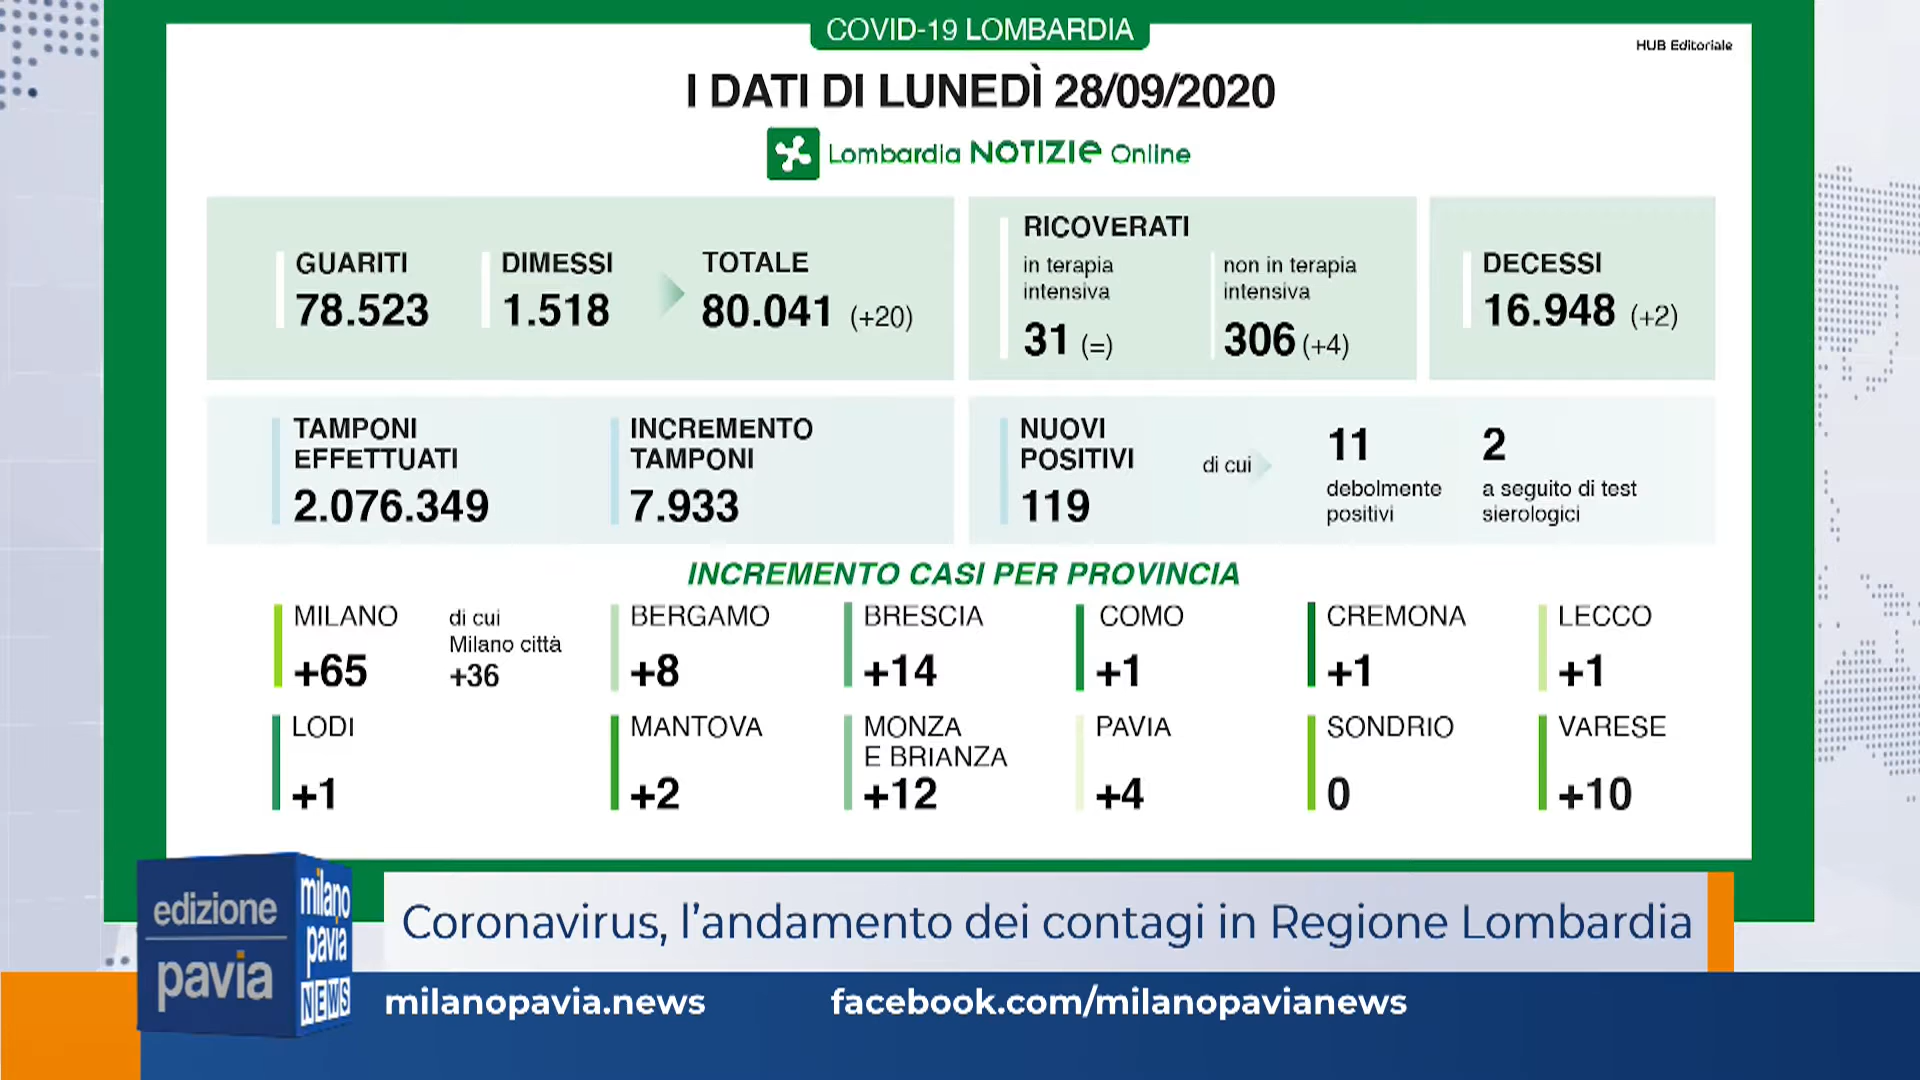 COVID-19 LOMBARDIA
HUB Editoriale
I DATI DI LUNEDÌ 28/09/2020
Lombardia NOTIZIE Online
GUARITI
78.523
DIMESSI
1.518
TOTALE
80.041 (+20)
RICOVERATI
in terapia
intensiva
31 (=)
non in terapia
intensiva
306 (+4)
DECESSI
16.948 (+2)
TAMPONI
EFFETTUATI
2.076.349
INCREMENTO
TAMPONI
7.933
NUOVI
POSITIVI
119
di cui
11
debolmente
positivi
2
a seguito di test
sierologici
INCREMENTO CASI PER PROVINCIA
MILANO
+65
di cui
Milano città
+36
BERGAMO
+8
BRESCIA
+14
COMO
+1
CREMONA
+1
LECCO
+1
LODI
+1
MANTOVA
+2
MONZA
E BRIANZA
+12
PAVIA
+4
SONDRIO
0
VARESE
+10
edizione
pavia
milano
pavia
NEWS
Coronavirus, l'andamento dei contagi in Regione Lombardia
milanopavia.news
facebook.com/milanopavianews